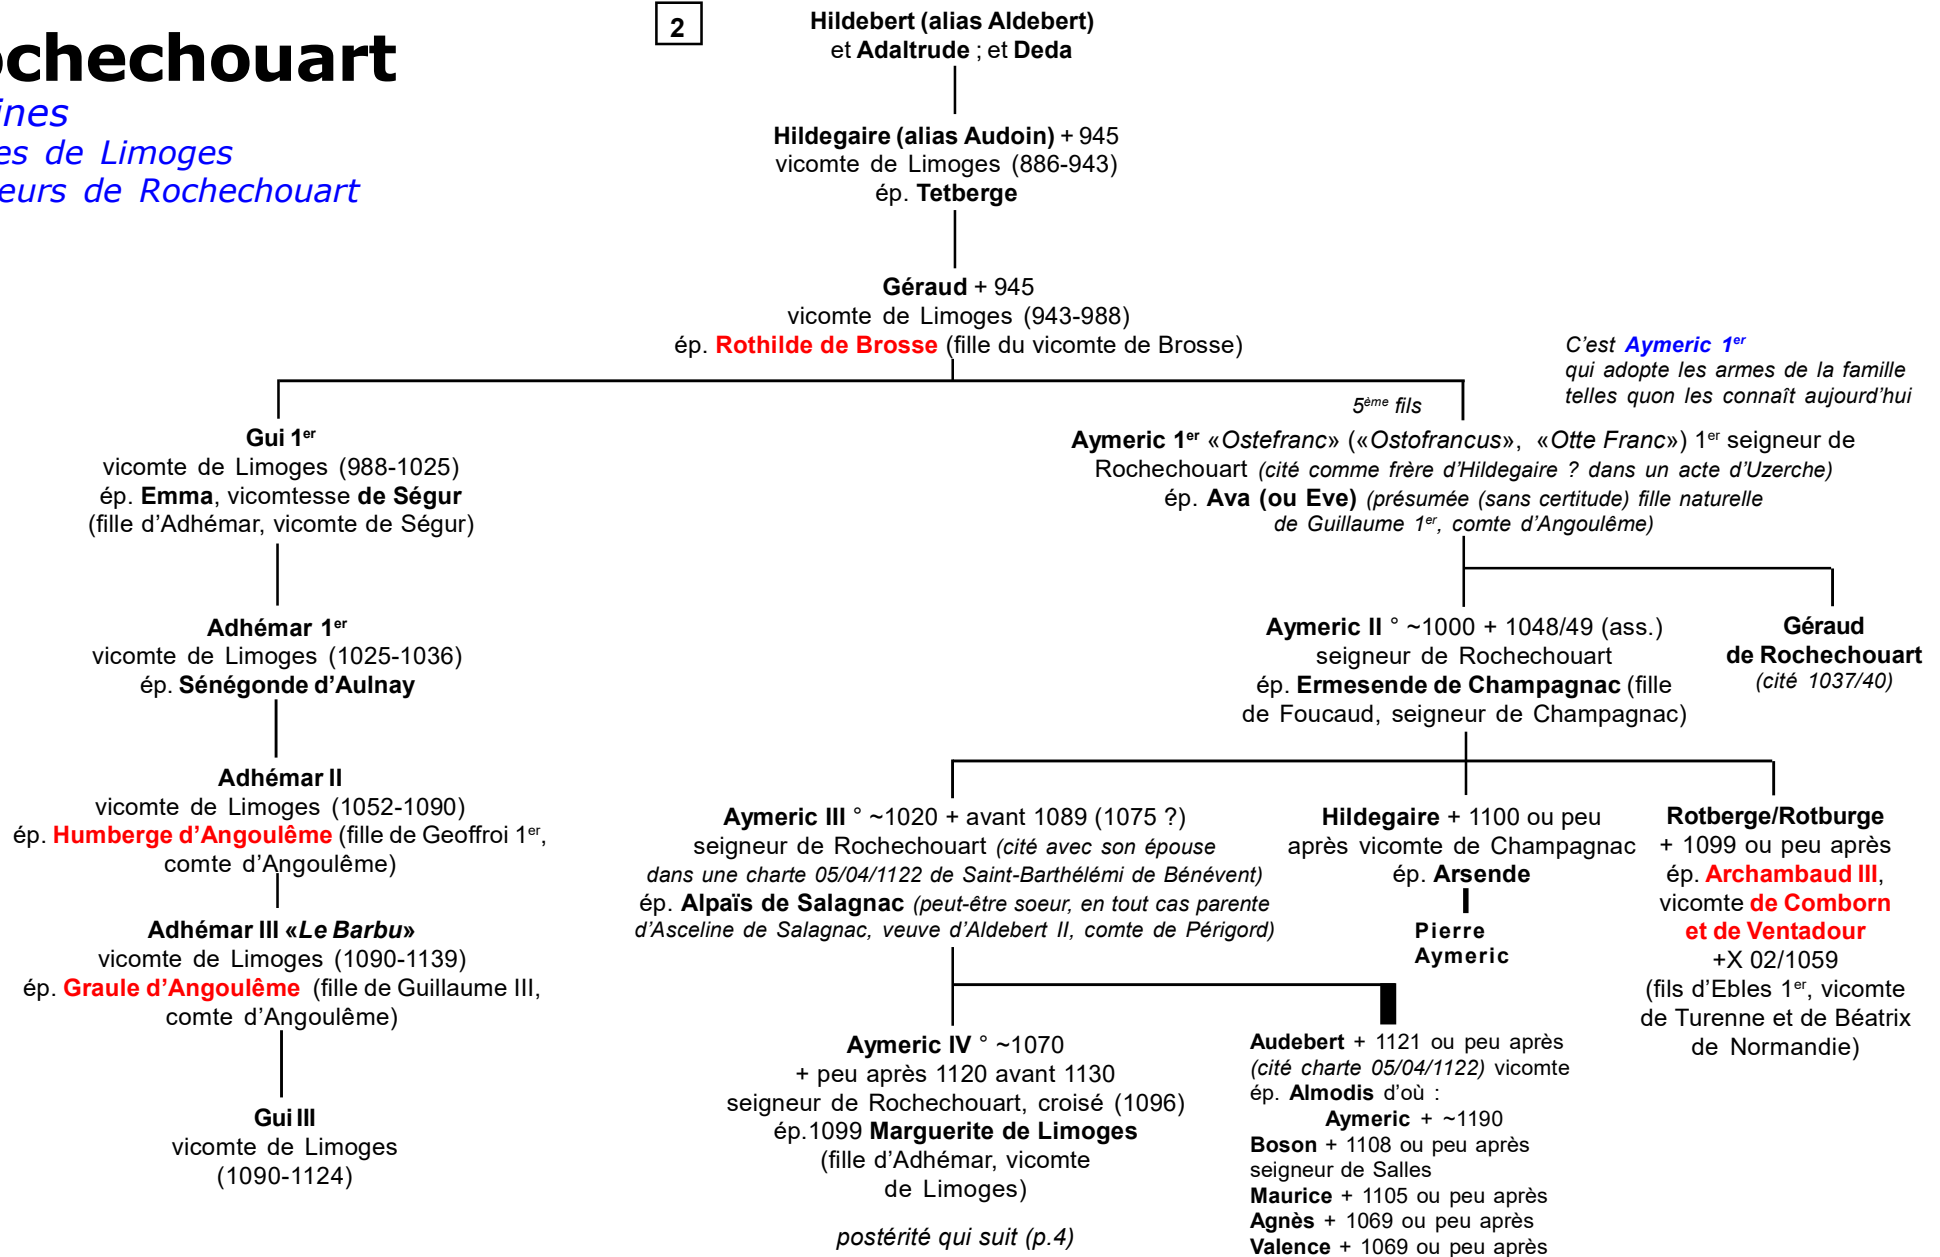 ochechouart
ines
es de Limoges
eurs de Rochechouart
2
Hildebert (alias Aldebert)
et Adaltrude ; et Deda
Hildegaire (alias Audoin) + 945
vicomte de Limoges (886-943)
ép. Tetberge
Géraud + 945
vicomte de Limoges (943-988)
ép. Rothilde de Brosse (fille du vicomte de Brosse)
C'est Aymeric 1er
qui adopte les armes de la famille
telles quon les connaît aujourd'hui
Gui 1er
vicomte de Limoges (988-1025)
ép. Emma, vicomtesse de Ségur
(fille d'Adhémar, vicomte de Ségur)
5ème fils
Aymeric 1er «Ostefranc» («Ostofrancus», «Otte Franc») 1er seigneur de
Rochechouart (cité comme frère d'Hildegaire ? dans un acte d'Uzerche)
ép. Ava (ou Eve) (présumée (sans certitude) fille naturelle
de Guillaume 1er, comte d'Angoulême)
Adhémar 1er
vicomte de Limoges (1025-1036)
ép. Sénégonde d'Aulnay
Aymeric II ° ~1000 + 1048/49 (ass.)
seigneur de Rochechouart
ép. Ermesende de Champagnac (fille
de Foucaud, seigneur de Champagnac)
Géraud
de Rochechouart
(cité 1037/40)
Adhémar II
vicomte de Limoges (1052-1090)
ép. Humberge d'Angoulême (fille de Geoffroi 1er,
comte d'Angoulême)
Aymeric III ° ~1020 + avant 1089 (1075 ?)
seigneur de Rochechouart (cité avec son épouse
dans une charte 05/04/1122 de Saint-Barthélémi de Bénévent)
ép. Alpaïs de Salagnac (peut-être soeur, en tout cas parente
d'Asceline de Salagnac, veuve d'Aldebert II, comte de Périgord)
Hildegaire + 1100 ou peu
après vicomte de Champagnac
ép. Arsende
Pierre
Aymeric
Rotberge/Rotburge
+ 1099 ou peu après
ép. Archambaud III,
vicomte de Comborn
et de Ventadour
+X 02/1059
(fils d'Ebles 1er, vicomte
de Turenne et de Béatrix
de Normandie)
Adhémar III «Le Barbu»
vicomte de Limoges (1090-1139)
ép. Graule d'Angoulême (fille de Guillaume III,
comte d'Angoulême)
Gui III
vicomte de Limoges
(1090-1124)
Aymeric IV ° ~1070
+ peu après 1120 avant 1130
seigneur de Rochechouart, croisé (1096)
ép.1099 Marguerite de Limoges
(fille d'Adhémar, vicomte
de Limoges)
postérité qui suit (p.4)
Audebert + 1121 ou peu après
(cité charte 05/04/1122) vicomte
ép. Almodis d'où :
Aymeric + ~1190
Boson + 1108 ou peu après
seigneur de Salles
Maurice + 1105 ou peu après
Agnès + 1069 ou peu après
Valence + 1069 ou peu après